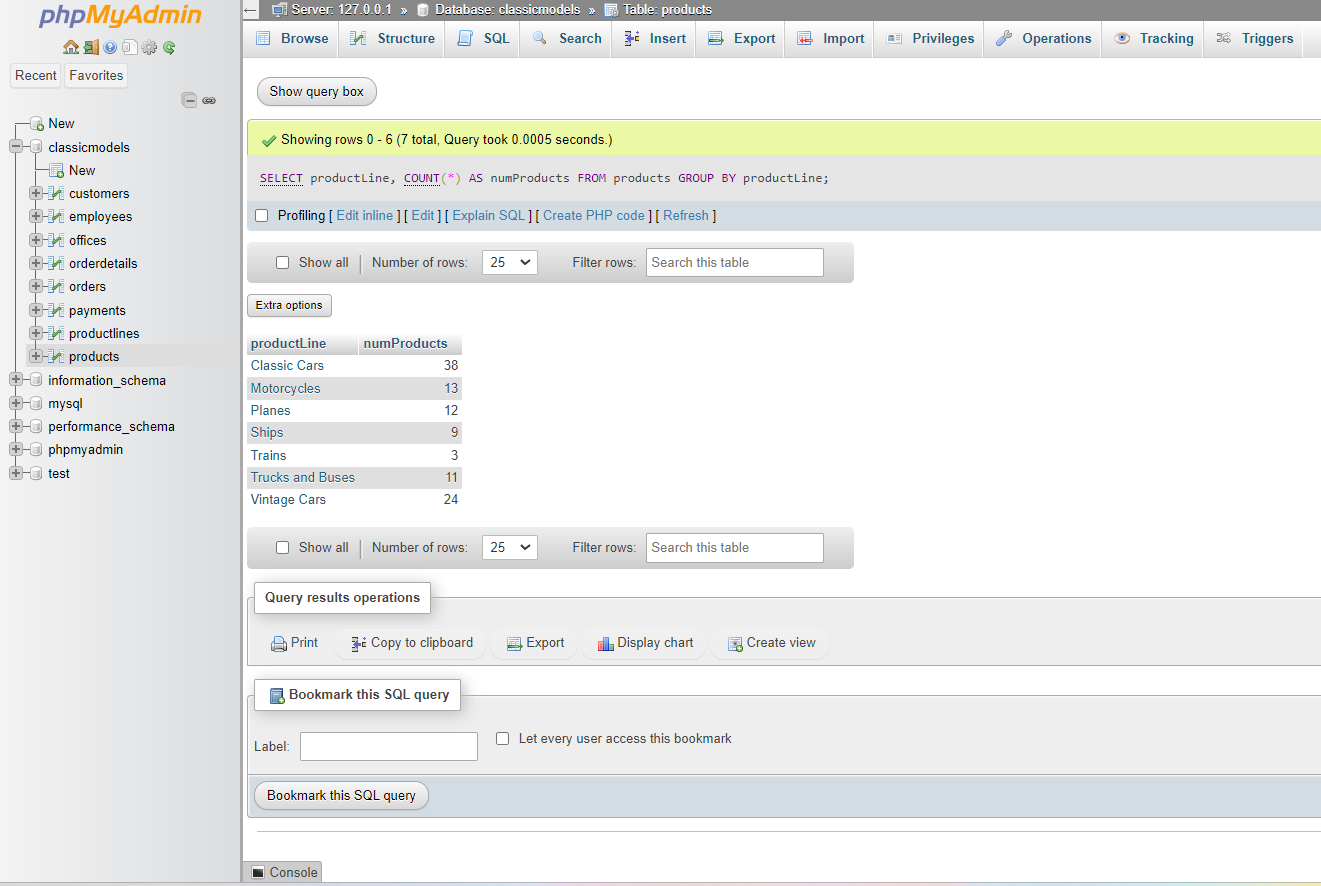 phpMyAdmin
Recent Favorites
New
classicmodels
New
customers
employees
offices
orderdetails
orders
payments
productlines
products
information_schema
mysql
performance_schema
phpmyadmin
test
Server: 127.0.0.1 » Database: classicmodels » Table: products
Browse Structure SQL Search Insert Export Import Privileges Operations Tracking Triggers
Show query box
Showing rows 0 - 6 (7 total, Query took 0.0005 seconds.)
SELECT productLine, COUNT(*) AS numProducts FROM products GROUP BY productLine;
Profiling [ Edit inline ] [ Edit ] [ Explain SQL ] [ Create PHP code ] [ Refresh ]
Show all Number of rows: 25 Filter rows: Search this table
Extra options
productLine numProducts
Classic Cars 38
Motorcycles 13
Planes 12
Ships 9
Trains 3
Trucks and Buses 11
Vintage Cars 24
Show all Number of rows: 25 Filter rows: Search this table
Query results operations
Print Copy to clipboard Export Display chart Create view
Bookmark this SQL query
Label: Let every user access this bookmark
Bookmark this SQL query
Console